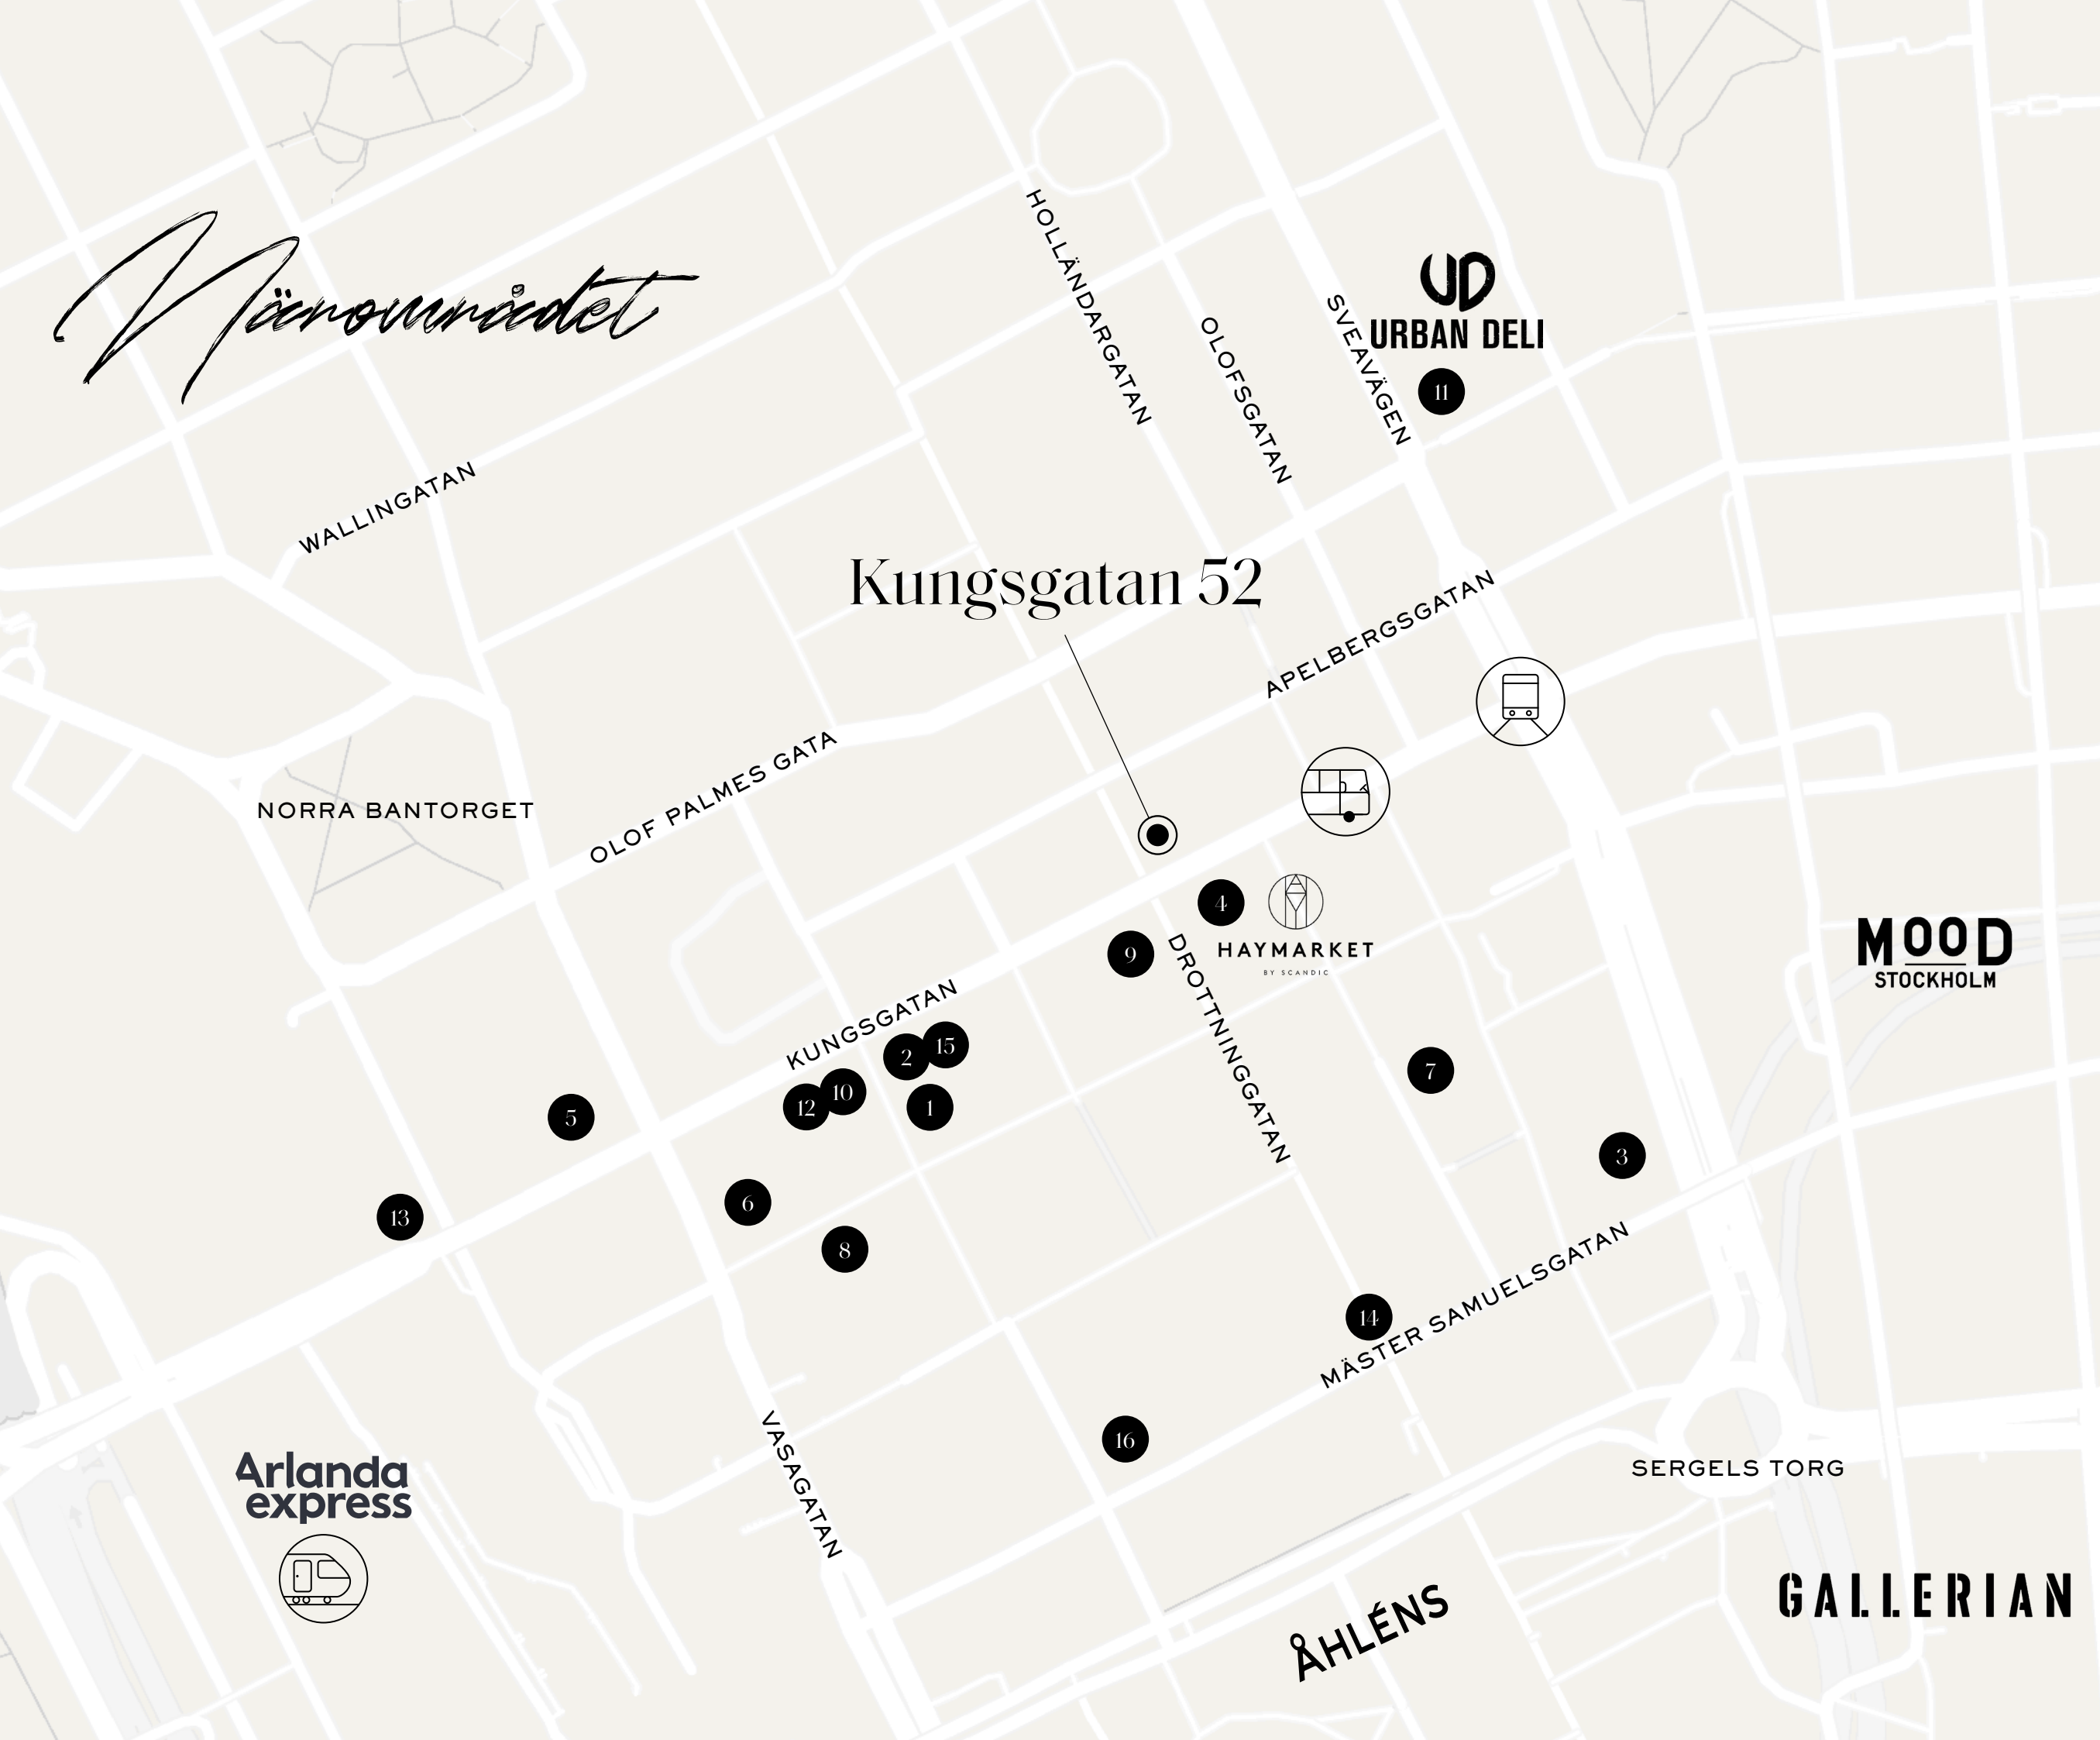 Närområdet
HOLLÄNDARGATAN
OLOFSGATAN
SVEAVÄGEN
UD
URBAN DELI
11
WALLINGATAN
Kungsgatan 52
APELBERGSGATAN
NORRA BANTORGET
OLOF PALMES GATA
4
HAYMARKET
BY SCANDIC
9
DROTTNINGGATAN
MOOD
STOCKHOLM
KUNGSGATAN
2
15
12
10
1
5
7
3
6
13
8
14
MÄSTER SAMUELSGATAN
16
VASAGATAN
SERGELS TORG
Arlanda
express
ÅHLÉNS
GALLERIAN